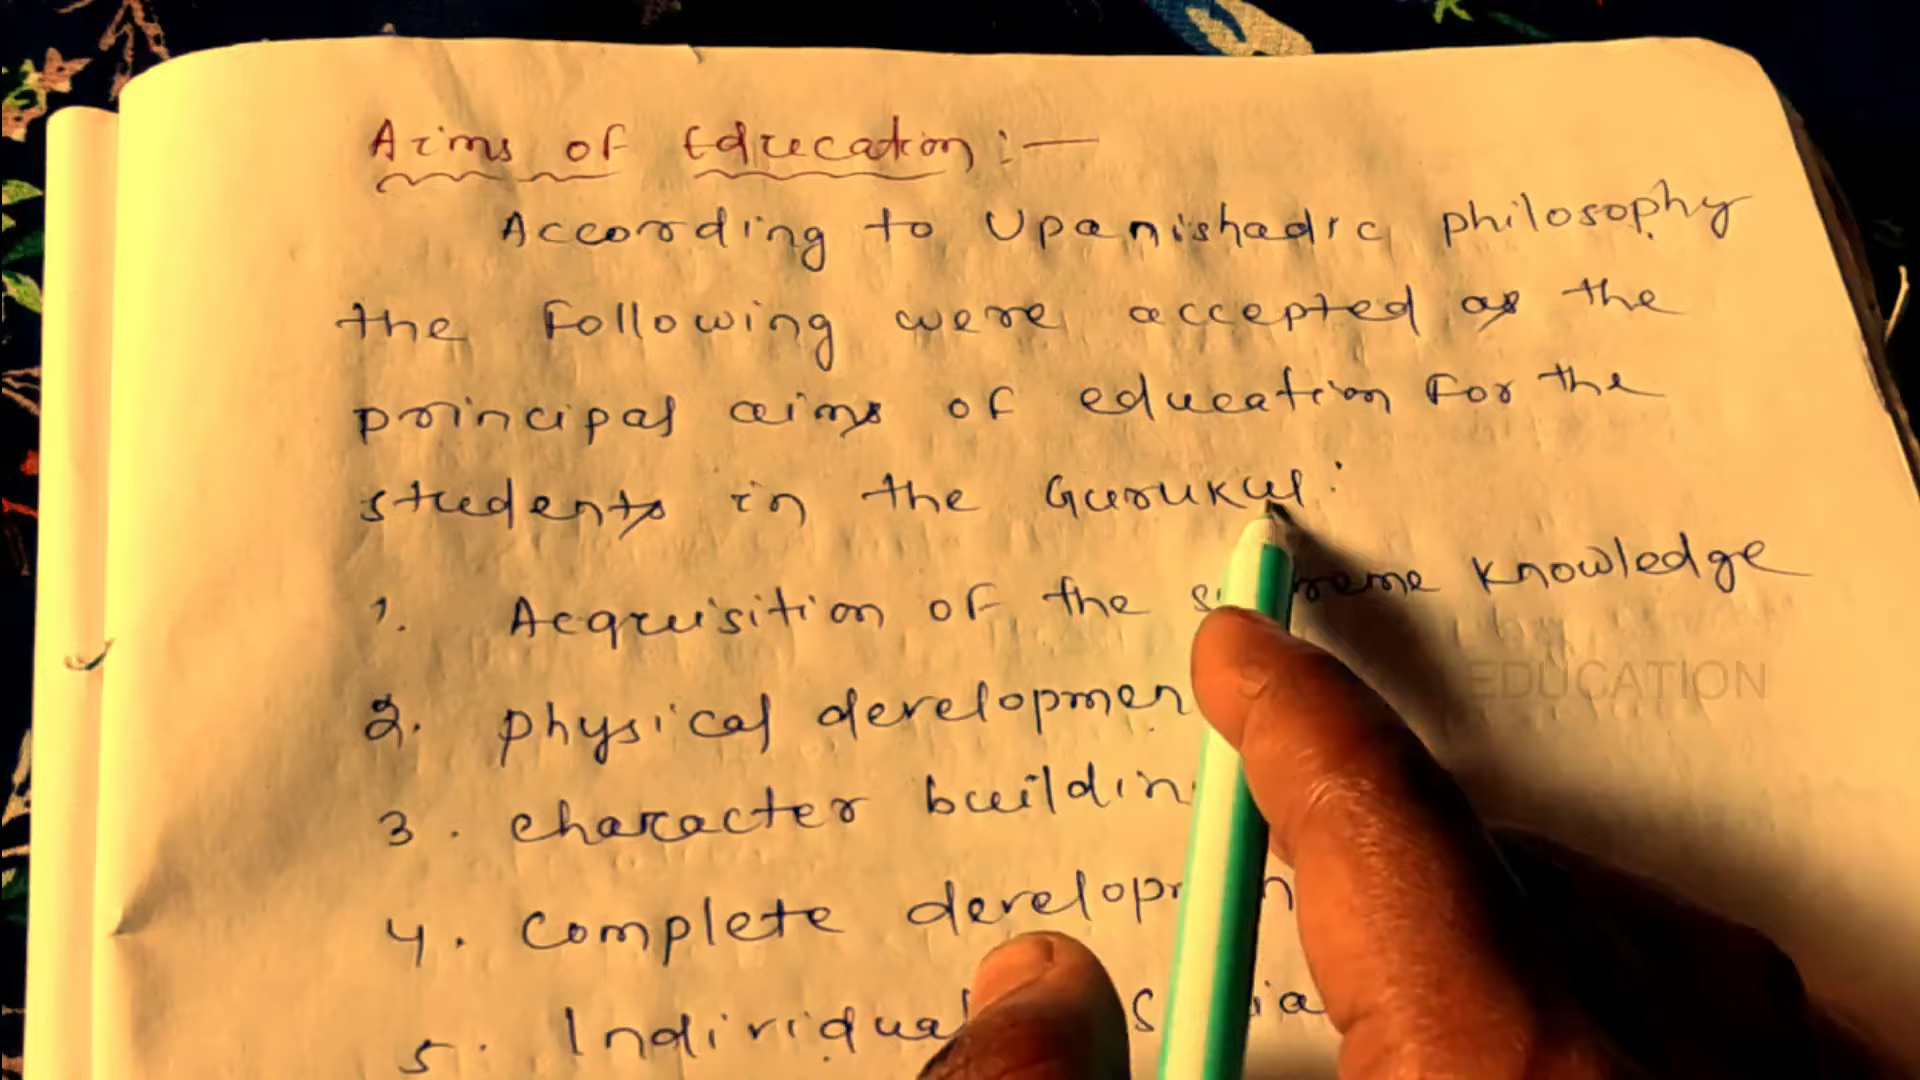 Aims of Education:—
According to Upanishadic philosophy
the following were accepted as the
principal aims of education for the
students in the Gurukul:
1. Acquisition of the knowledge
2. physical
3. character
4. complete
5.
EDUCATION